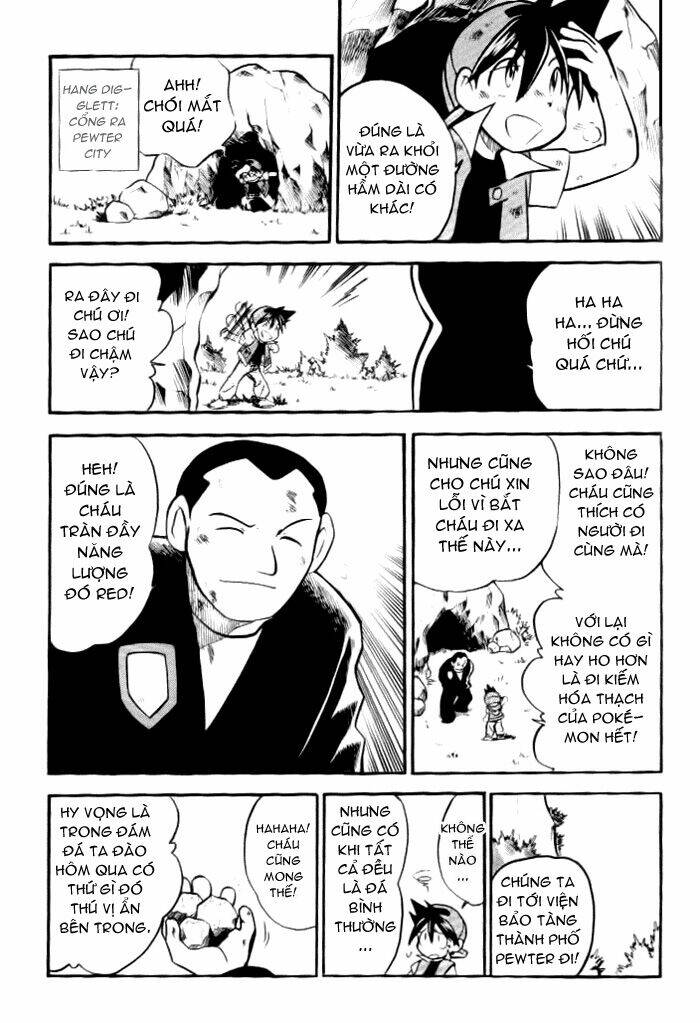 HANG DIG-
GLETT:
CỔNG RA
PEWTER
CITY
AHH!
CHÓI MẮT
QUÁ!
ĐÚNG LÀ
VỪA RA KHỎI
MỘT ĐƯỜNG
HẦM DÀI CÓ
KHÁC!
RA ĐÂY ĐI
CHÚ ƠI!
SAO CHÚ
ĐI CHẬM
VẬY?
HA HA
HA... ĐỪNG
HỐI CHÚ
QUÁ CHỨ...
HEH!
ĐÚNG LÀ
CHÁU
TRÀN ĐẦY
NĂNG
LƯỢNG
ĐÓ RED!
NHƯNG CŨNG
CHO CHÚ XIN
LỖI VÌ BẮT
CHÁU ĐI XA
THẾ NÀY...
KHÔNG
SAO ĐÂU!
CHÁU CŨNG
THÍCH CÓ
NGƯỜI ĐI
CÙNG MÀ!
VỚI LẠI
KHÔNG CÓ GÌ
HAY HO HƠN
LÀ ĐI KIẾM
HÓA THẠCH
CỦA POKÉ-
MON HẾT!
HY VỌNG LÀ
TRONG ĐÁM
ĐÁ TA ĐÀO
HÔM QUA CÓ
THỨ GÌ ĐÓ
THÚ VỊ ẨN
BÊN TRONG.
HAHAHA!
CHÁU
CŨNG
MONG
THẾ!
NHƯNG
CŨNG CÓ
KHI TẤT
CẢ ĐỀU
LÀ ĐÁ
BÌNH
THƯỜNG
...
KHÔNG
THỂ
NÀO
...
CHÚNG TA
ĐI TỚI VIỆN
BẢO TÀNG
THÀNH PHỐ
PEWTER ĐI!